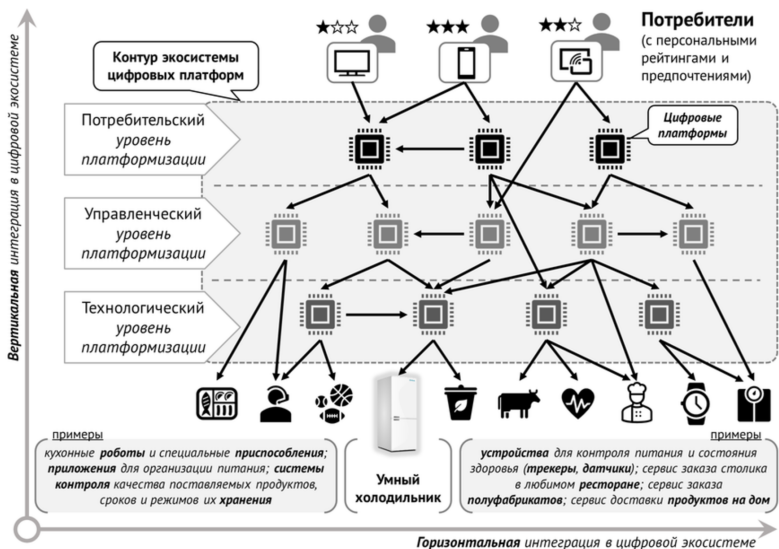 Потребители
(с персональными
рейтингами и
предпочтениями)
Контур экосистемы
цифровых платформ
Потребительский
уровень
платформизации
Цифровые
платформы
Управленческий
уровень
платформизации
Технологический
уровень
платформизации
примеры
кухонные роботы и специальные приспособления;
приложения для организации питания; системы
контроля качества поставляемых продуктов,
сроков и режимов их хранения
Умный
холодильник
примеры
устройства для контроля питания и состояния
здоровья (трекеры, датчики); сервис заказа столика
в любимом ресторане; сервис заказа
полуфабрикатов; сервис доставки продуктов на дом
Вертикальная интеграция в цифровой экосистеме
Горизонтальная интеграция в цифровой экосистеме